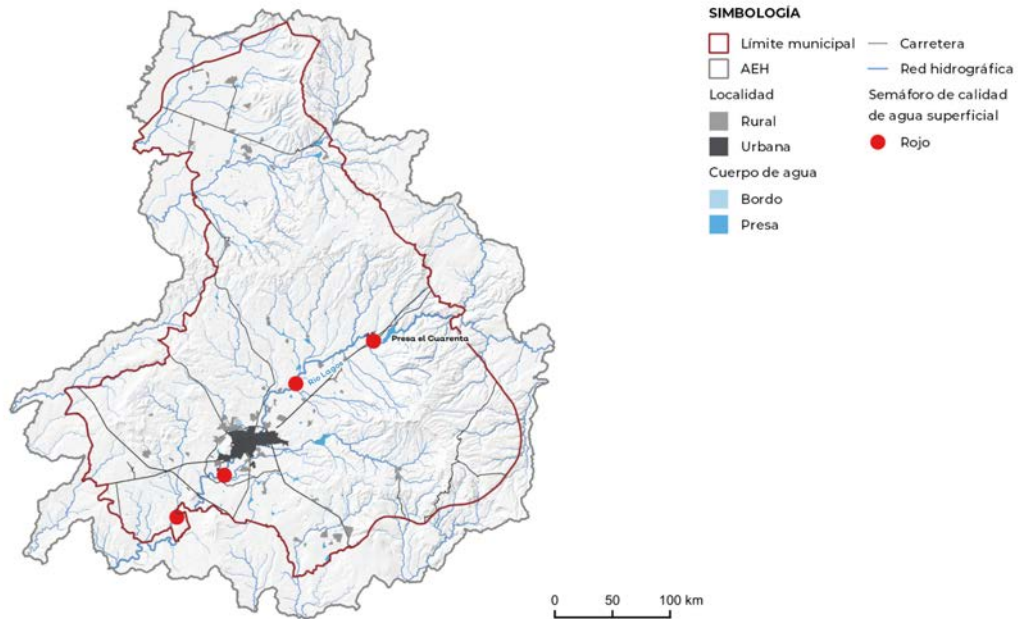 SIMBOLOGÍA
Límite municipal
AEH
Localidad
Rural
Urbana
Cuerpo de agua
Bordo
Presa
Carretera
Red hidrográfica
Semáforo de calidad
de agua superficial
Rojo
Presa el Cuarenta
Río Lagos
0 50 100 km